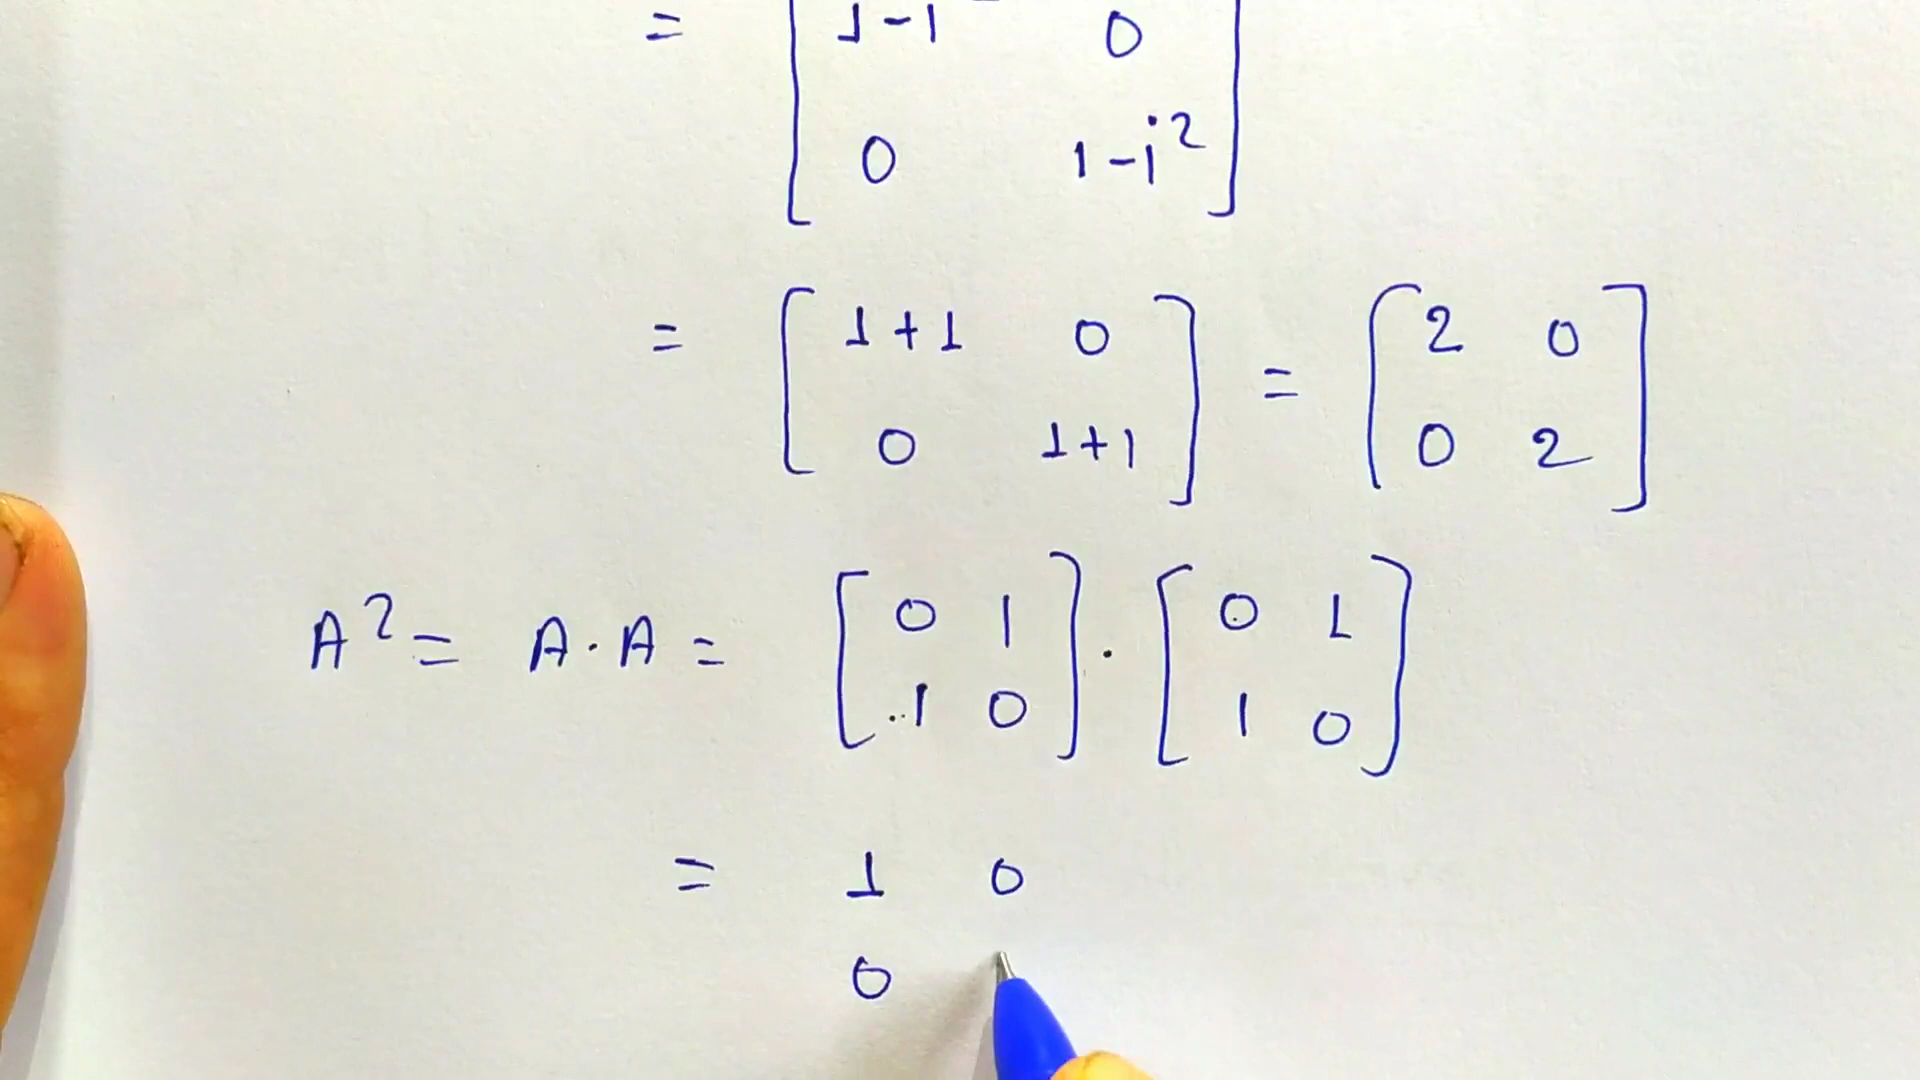 = [ 1-i 0
0 1-i² ]
= [ 1+1 0 0 1+1 ] = [ 2 0 0 2 ]
A² = A·A = [ 0 1 1 0 ] · [ 0 1 1 0 ]
= 1 0
0